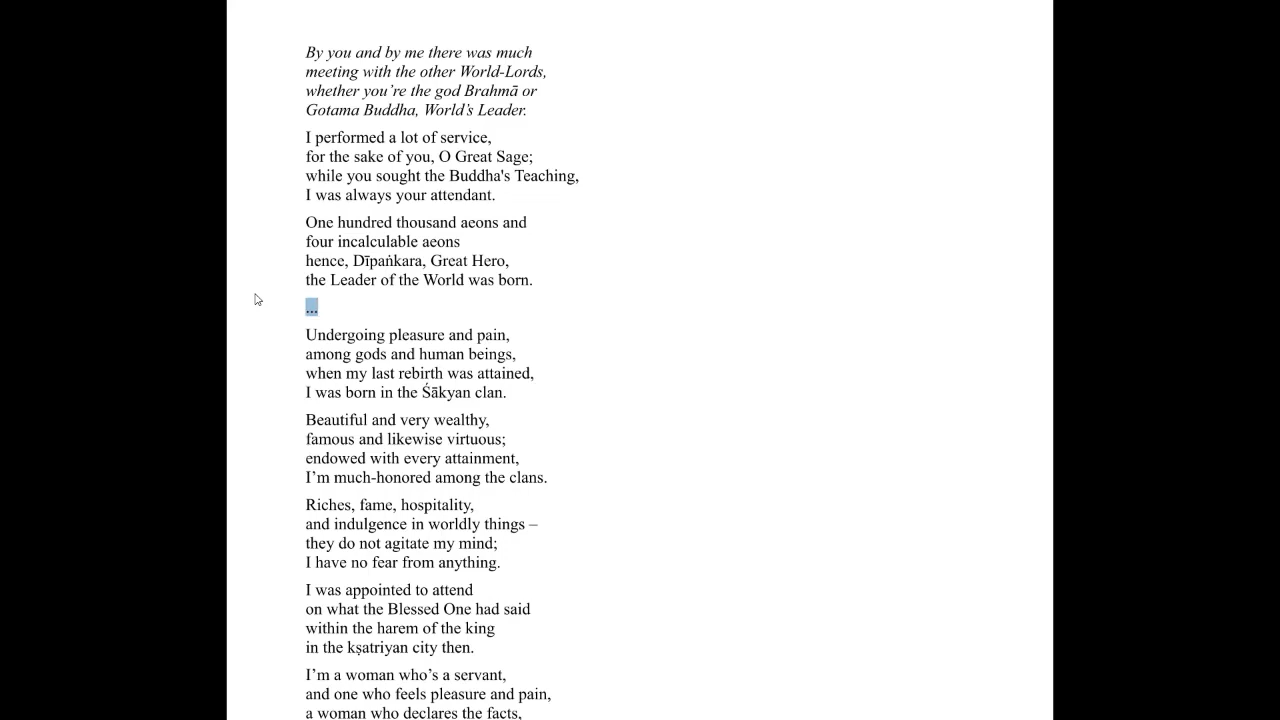 By you and by me there was much
meeting with the other World-Lords,
whether you’re the god Brahmā or
Gotama Buddha, World’s Leader.
I performed a lot of service,
for the sake of you, O Great Sage;
while you sought the Buddha's Teaching,
I was always your attendant.
One hundred thousand aeons and
four incalculable aeons
hence, Dīpaṅkara, Great Hero,
the Leader of the World was born.
...
Undergoing pleasure and pain,
among gods and human beings,
when my last rebirth was attained,
I was born in the Śākyan clan.
Beautiful and very wealthy,
famous and likewise virtuous;
endowed with every attainment,
I’m much-honored among the clans.
Riches, fame, hospitality,
and indulgence in worldly things –
they do not agitate my mind;
I have no fear from anything.
I was appointed to attend
on what the Blessed One had said
within the harem of the king
in the kṣatriyan city then.
I’m a woman who’s a servant,
and one who feels pleasure and pain,
a woman who declares the facts,